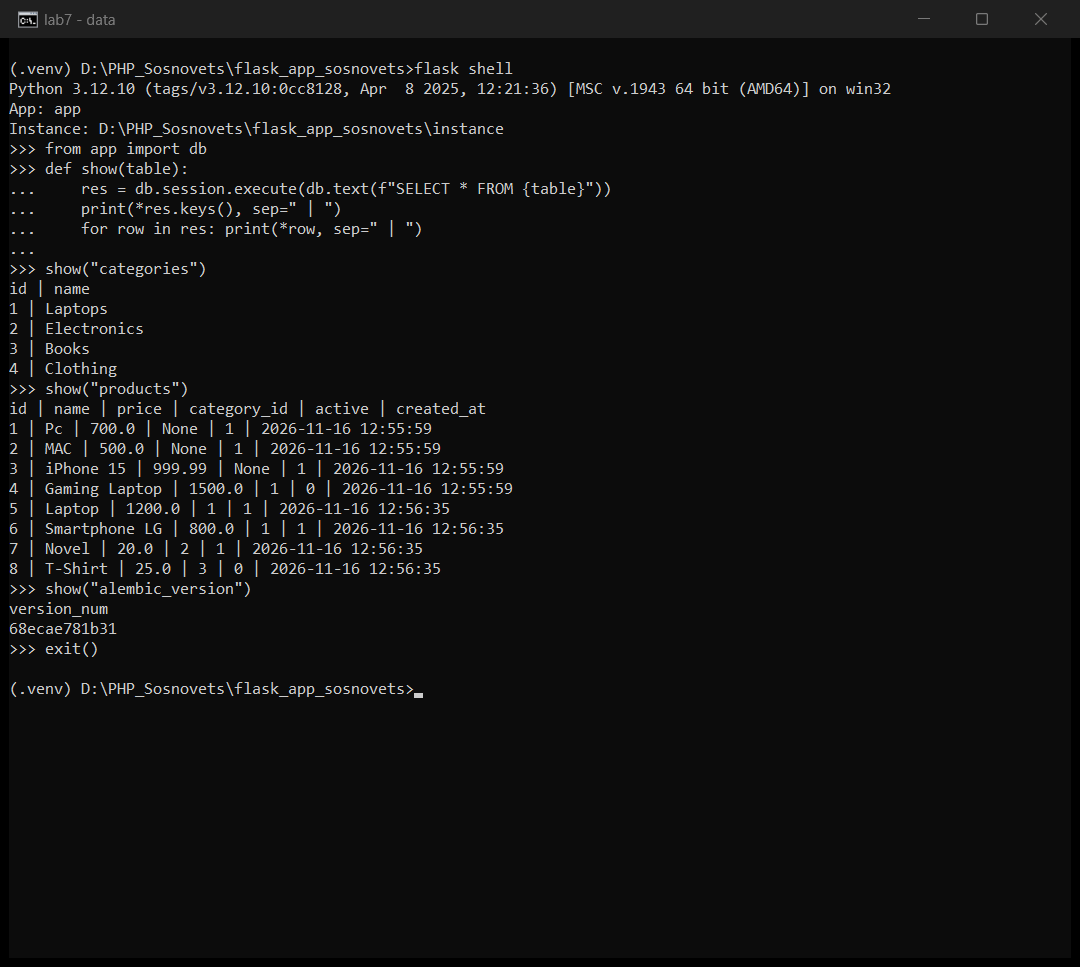 lab7 - data
(.venv) D:\PHP_Sosnovets\flask_app_sosnovets>flask shell
Python 3.12.10 (tags/v3.12.10:0cc8128, Apr  8 2025, 12:21:36) [MSC v.1943 64 bit (AMD64)] on win32
App: app
Instance: D:\PHP_Sosnovets\flask_app_sosnovets\instance
>>> from app import db
>>> def show(table):
...     res = db.session.execute(db.text(f"SELECT * FROM {table}"))
...     print(*res.keys(), sep=" | ")
...     for row in res: print(*row, sep=" | ")
...
>>> show("categories")
id | name
1 | Laptops
2 | Electronics
3 | Books
4 | Clothing
>>> show("products")
id | name | price | category_id | active | created_at
1 | Pc | 700.0 | None | 1 | 2026-11-16 12:55:59
2 | MAC | 500.0 | None | 1 | 2026-11-16 12:55:59
3 | iPhone 15 | 999.99 | None | 1 | 2026-11-16 12:55:59
4 | Gaming Laptop | 1500.0 | 1 | 0 | 2026-11-16 12:55:59
5 | Laptop | 1200.0 | 1 | 1 | 2026-11-16 12:56:35
6 | Smartphone LG | 800.0 | 1 | 1 | 2026-11-16 12:56:35
7 | Novel | 20.0 | 2 | 1 | 2026-11-16 12:56:35
8 | T-Shirt | 25.0 | 3 | 0 | 2026-11-16 12:56:35
>>> show("alembic_version")
version_num
68ecae781b31
>>> exit()
(.venv) D:\PHP_Sosnovets\flask_app_sosnovets>